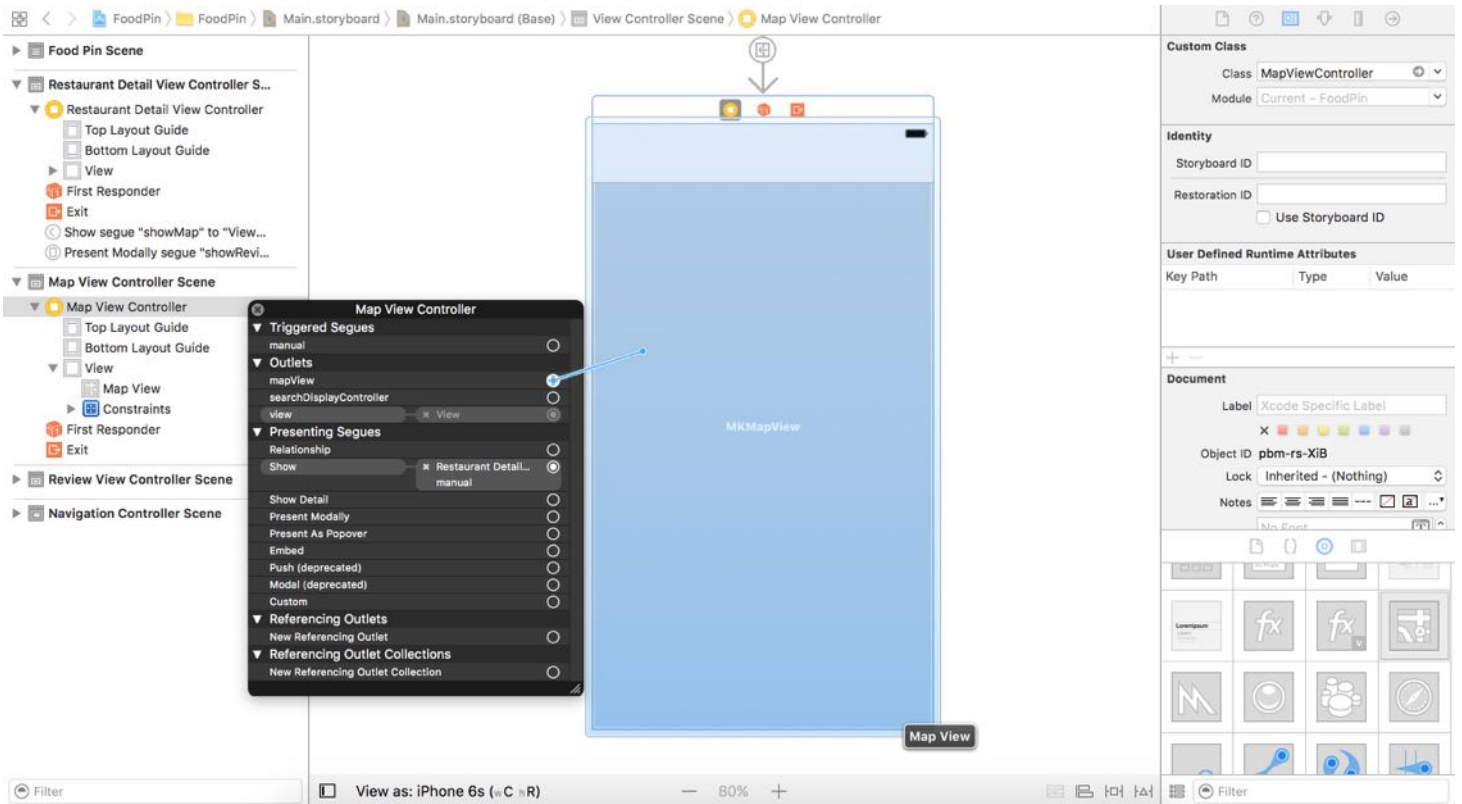 FoodPin 〉 FoodPin 〉 Main.storyboard 〉 Main.storyboard (Base) 〉 View Controller Scene 〉 Map View Controller
Food Pin Scene
Restaurant Detail View Controller S...
Restaurant Detail View Controller
Top Layout Guide
Bottom Layout Guide
View
First Responder
Exit
Show segue "showMap" to "View...
Present Modally segue "showRevi...
Map View Controller Scene
Map View Controller
Top Layout Guide
Bottom Layout Guide
View
Map View
Constraints
First Responder
Exit
Review View Controller Scene
Navigation Controller Scene
Filter
Map View Controller
Triggered Segues
manual
Outlets
mapView
searchDisplayController
view × View
Presenting Segues
Relationship
Show × Restaurant Detail...
manual
Show Detail
Present Modally
Present As Popover
Embed
Push (deprecated)
Modal (deprecated)
Custom
Referencing Outlets
New Referencing Outlet
Referencing Outlet Collections
New Referencing Outlet Collection
MKMapView
Map View
View as: iPhone 6s (wC hR)
— 80% +
Custom Class
Class MapViewController
Module Current – FoodPin
Identity
Storyboard ID
Restoration ID
Use Storyboard ID
User Defined Runtime Attributes
Key Path Type Value
+ —
Document
Label Xcode Specific Label
Object ID pbm-rs-XiB
Lock Inherited - (Nothing)
Notes
No Font
Filter